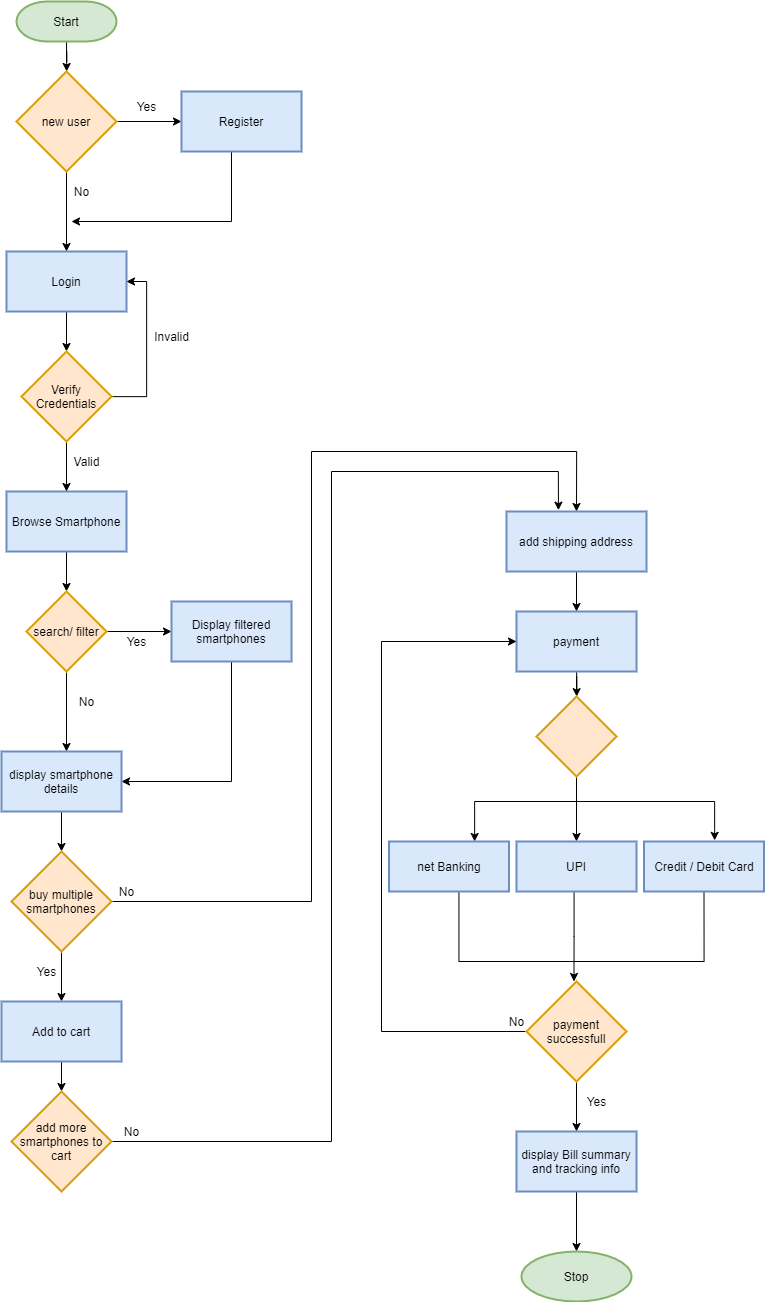 Start
new user
Yes
Register
No
Login
Invalid
Verify
Credentials
Valid
Browse Smartphone
search/ filter
Yes
Display filtered
smartphones
No
display smartphone
details
buy multiple
smartphones
No
Yes
Add to cart
add more
smartphones to
cart
No
add shipping address
payment
net Banking
UPI
Credit / Debit Card
payment
successfull
No
Yes
display Bill summary
and tracking info
Stop